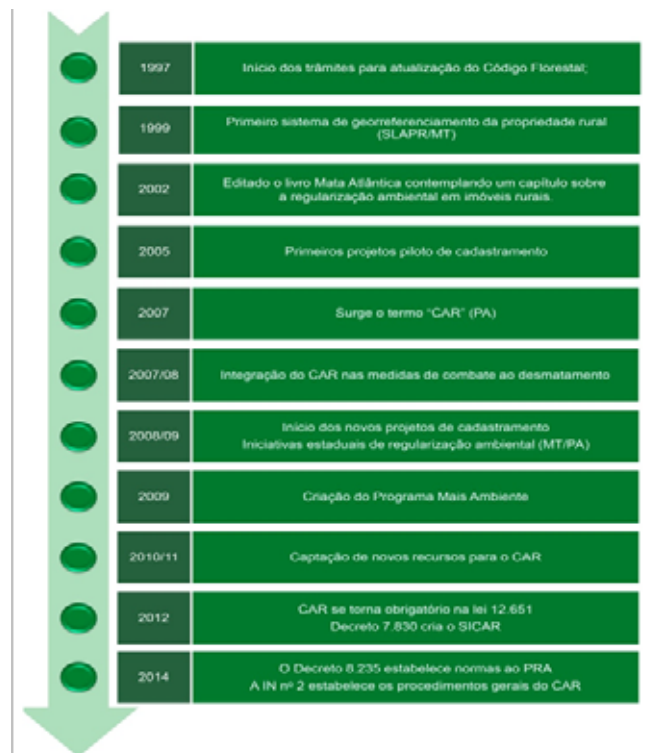 1997
Início dos trâmites para atualização do Código Florestal;
1999
Primeiro sistema de georreferenciamento da propriedade rural
(SLAPR/MT)
2002
Editado o livro Mata Atlântica contemplando um capítulo sobre
a regularização ambiental em imóveis rurais.
2005
Primeiros projetos piloto de cadastramento
2007
Surge o termo “CAR” (PA)
2007/08
Integração do CAR nas medidas de combate ao desmatamento
2008/09
Início dos novos projetos de cadastramento
Iniciativas estaduais de regularização ambiental (MT/PA)
2009
Criação do Programa Mais Ambiente
2010/11
Captação de novos recursos para o CAR
2012
CAR se torna obrigatório na lei 12.651
Decreto 7.830 cria o SICAR
2014
O Decreto 8.235 estabelece normas ao PRA
A IN nº 2 estabelece os procedimentos gerais do CAR